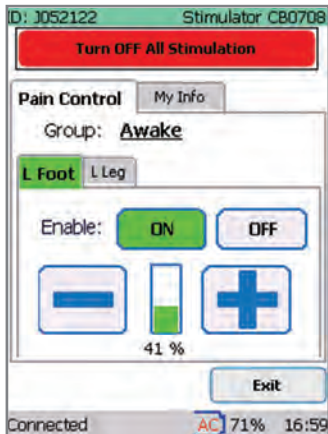 ID: J052122 Stimulator CB0708
Turn OFF All Stimulation
Pain Control My Info
Group: Awake
L Foot L Leg
Enable: ON OFF
41 %
Exit
Connected AC 71% 16:59